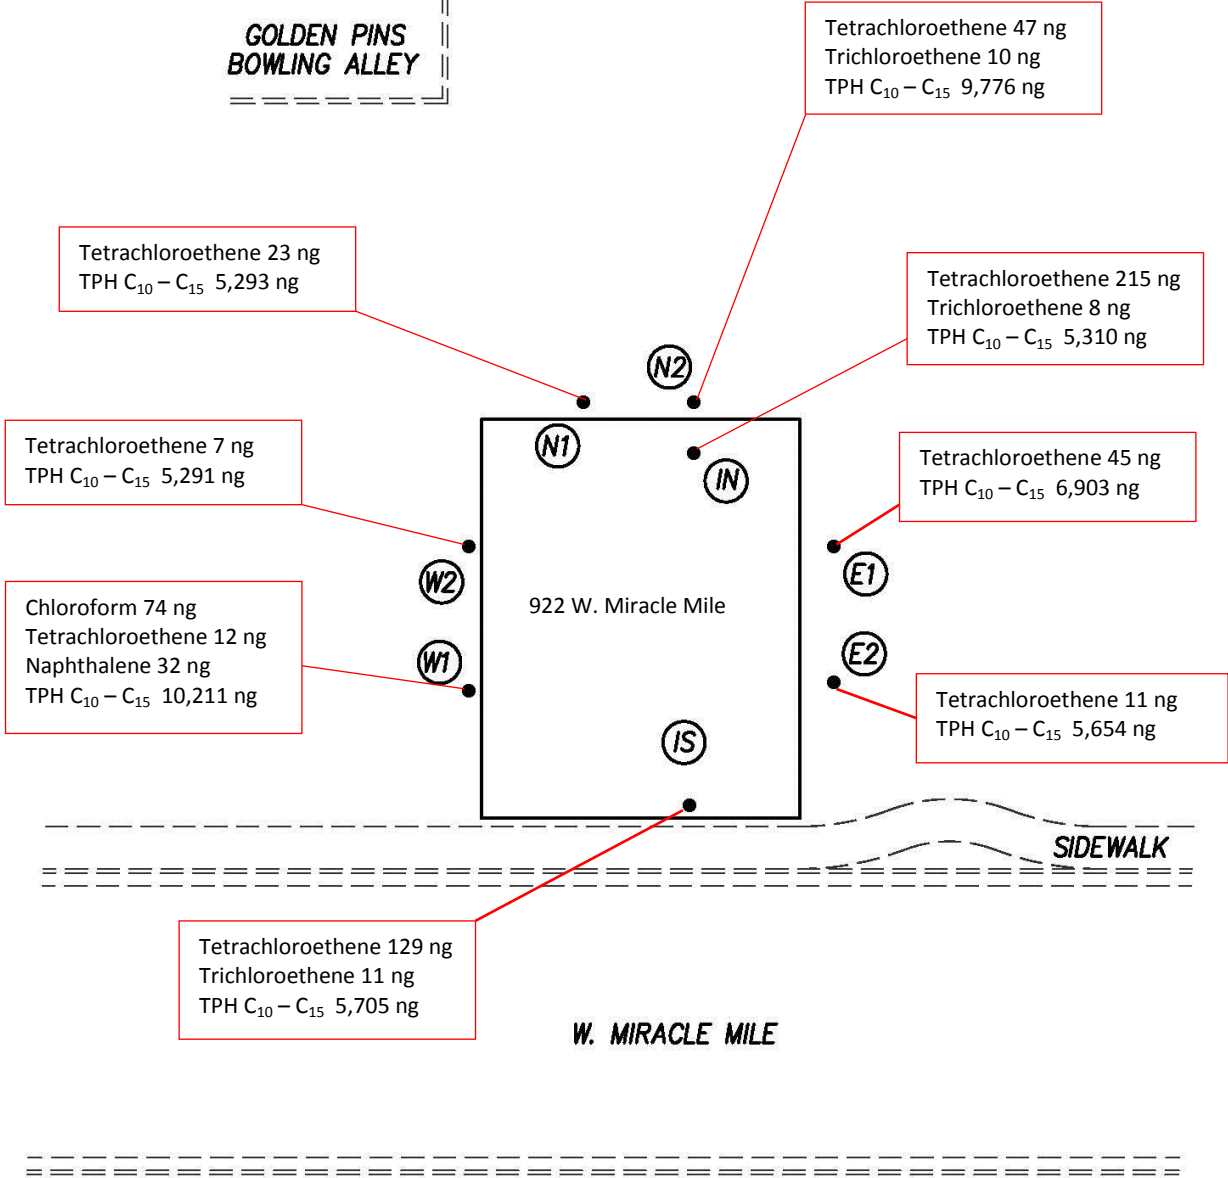 GOLDEN PINS
BOWLING ALLEY
Tetrachloroethene 47 ng
Trichloroethene 10 ng
TPH C₁₀ – C₁₅ 9,776 ng
Tetrachloroethene 23 ng
TPH C₁₀ – C₁₅ 5,293 ng
Tetrachloroethene 215 ng
Trichloroethene 8 ng
TPH C₁₀ – C₁₅ 5,310 ng
N2
N1
IN
Tetrachloroethene 7 ng
TPH C₁₀ – C₁₅ 5,291 ng
Tetrachloroethene 45 ng
TPH C₁₀ – C₁₅ 6,903 ng
W2
E1
922 W. Miracle Mile
Chloroform 74 ng
Tetrachloroethene 12 ng
Naphthalene 32 ng
TPH C₁₀ – C₁₅ 10,211 ng
W1
E2
Tetrachloroethene 11 ng
TPH C₁₀ – C₁₅ 5,654 ng
IS
SIDEWALK
Tetrachloroethene 129 ng
Trichloroethene 11 ng
TPH C₁₀ – C₁₅ 5,705 ng
W. MIRACLE MILE